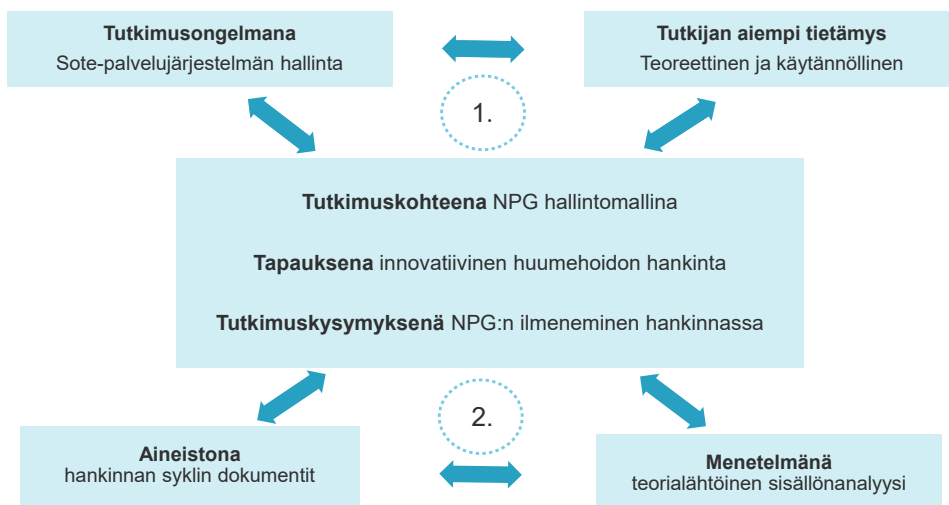 Tutkimusongelmana
Sote-palvelujärjestelmän hallinta
Tutkijan aiempi tietämys
Teoreettinen ja käytännöllinen
1.
Tutkimuskohteena NPG hallintomallina
Tapauksena innovatiivinen huumehoidon hankinta
Tutkimuskysymyksenä NPG:n ilmeneminen hankinnassa
2.
Aineistona
hankinnan syklin dokumentit
Menetelmänä
teorialähtöinen sisällönanalyysi